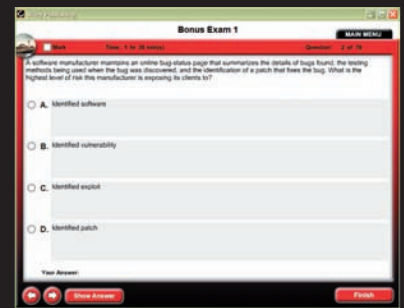 Bonus Exam 1
MAIN MENU
Mark
Question: 2 of 70
A software manufacturer maintains an online bug-status page that summarizes the details of bugs found, the testing
methods being used when the bug was discovered, and the identification of a patch that fixes the bug. What is the
highest level of risk this manufacturer is exposing its clients to?
A. Identified software
B. Identified vulnerability
C. Identified exploit
D. Identified patch
Your Answer:
Show Answer
Finish